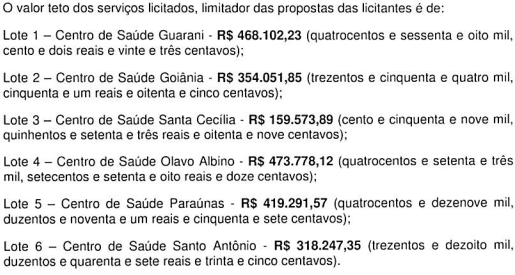 O valor teto dos serviços licitados, limitador das propostas das licitantes é de:
Lote 1 – Centro de Saúde Guarani - R$ 468.102,23 (quatrocentos e sessenta e oito mil,
cento e dois reais e vinte e três centavos);
Lote 2 – Centro de Saúde Goiânia - R$ 354.051,85 (trezentos e cinquenta e quatro mil,
cinquenta e um reais e oitenta e cinco centavos);
Lote 3 – Centro de Saúde Santa Cecília - R$ 159.573,89 (cento e cinquenta e nove mil,
quinhentos e setenta e três reais e oitenta e nove centavos);
Lote 4 – Centro de Saúde Olavo Albino - R$ 473.778,12 (quatrocentos e setenta e três
mil, setecentos e setenta e oito reais e doze centavos);
Lote 5 – Centro de Saúde Paraúnas - R$ 419.291,57 (quatrocentos e dezenove mil,
duzentos e noventa e um reais e cinquenta e sete centavos);
Lote 6 – Centro de Saúde Santo Antônio - R$ 318.247,35 (trezentos e dezoito mil,
duzentos e quarenta e sete reais e trinta e cinco centavos).